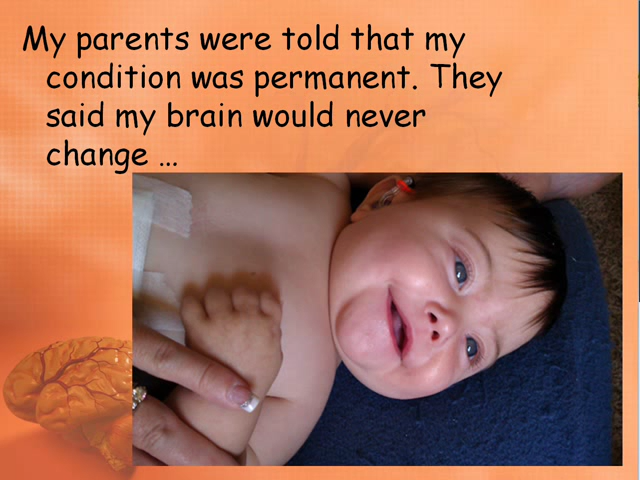 My parents were told that my
condition was permanent. They
said my brain would never
change ...